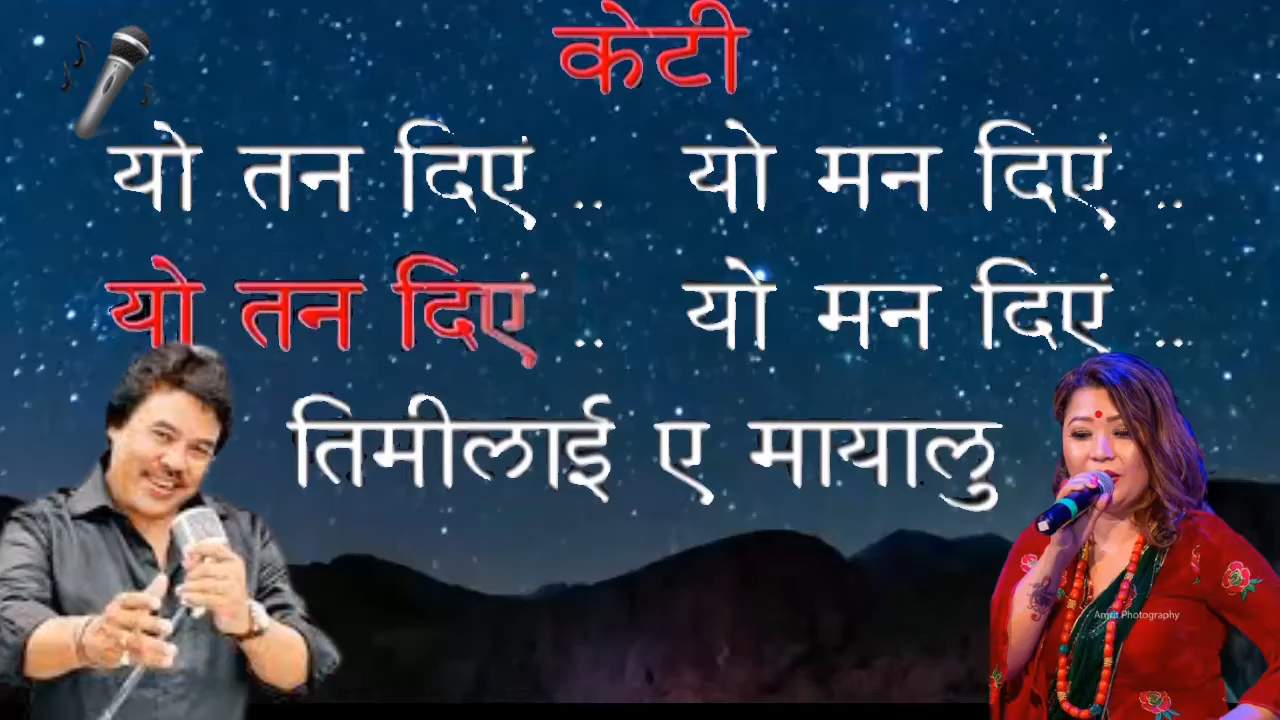 केटी
यो तन दिएं .. यो मन दिएं ..
यो तन दिएं .. यो मन दिएं ..
तिमीलाई ए मायालु
Amrit Photography